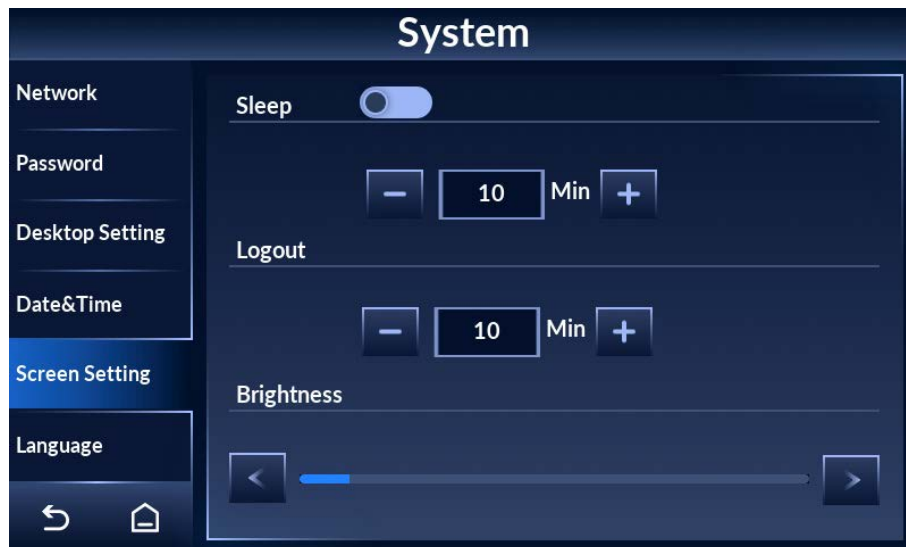 System
Network
Password
Desktop Setting
Date&Time
Screen Setting
Language
Sleep
10 Min
Logout
10 Min
Brightness